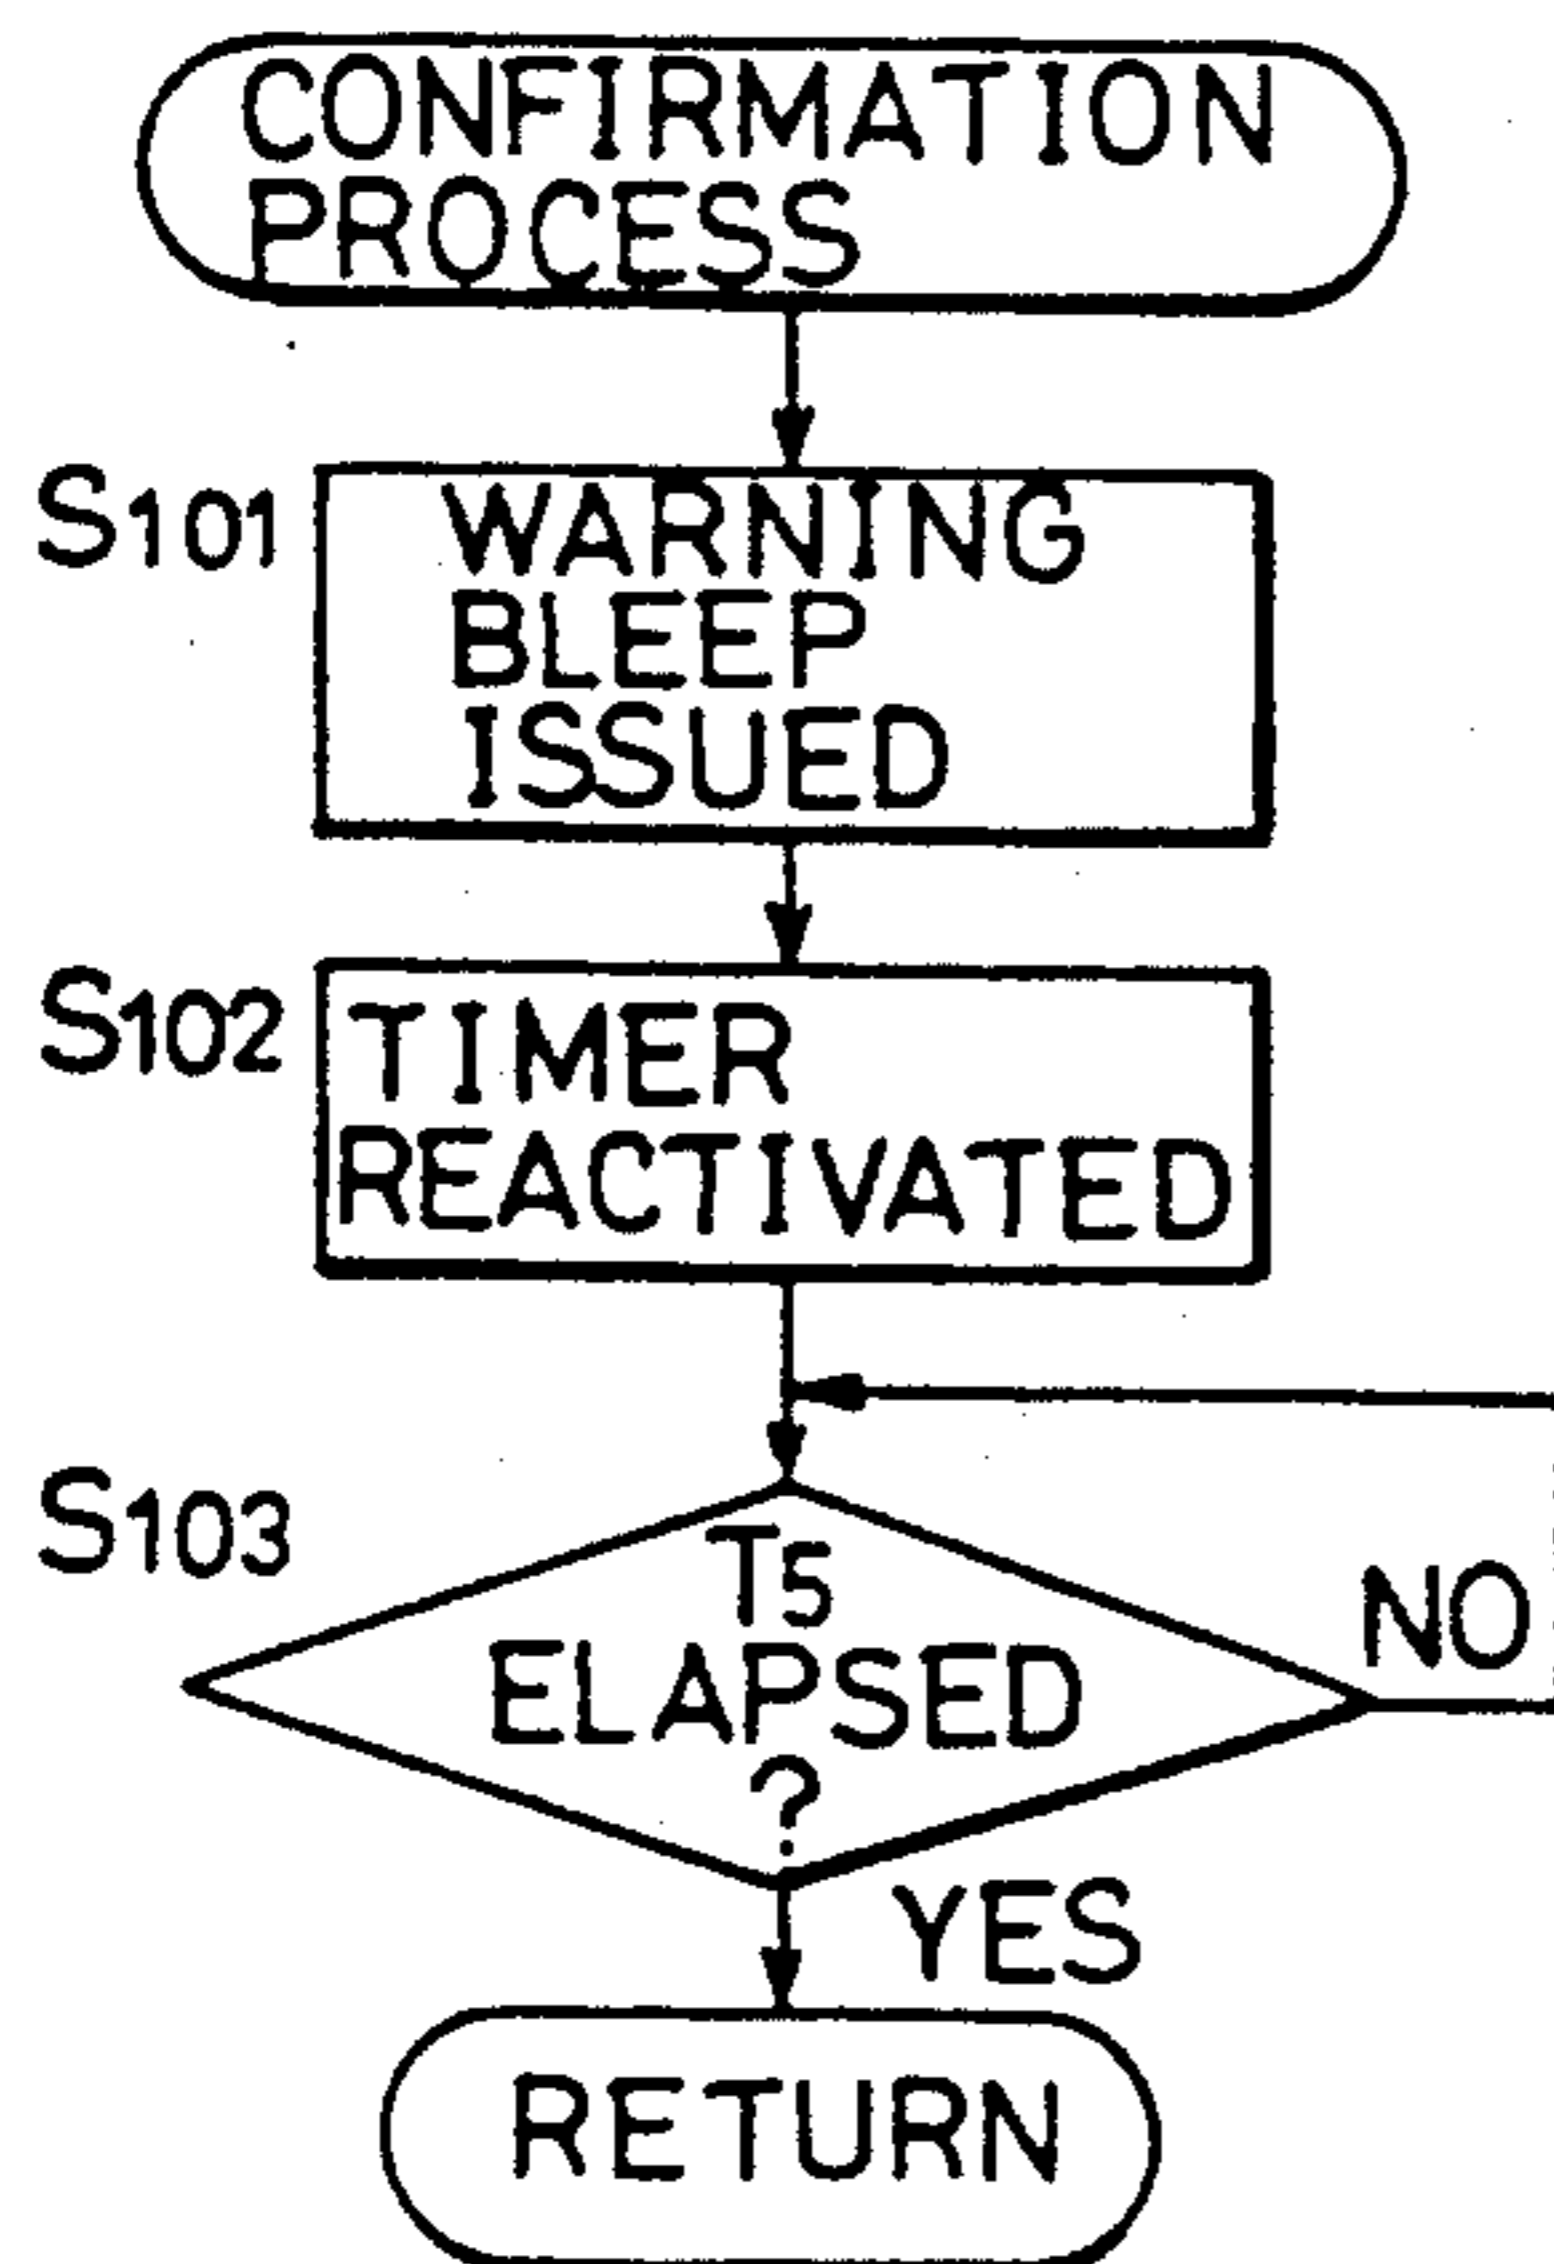 CONFIRMATION
PROCESS
S101
WARNING
BLEEP
ISSUED
S102
TIMER
REACTIVATED
S103
T5
ELAPSED
?
NO
YES
RETURN